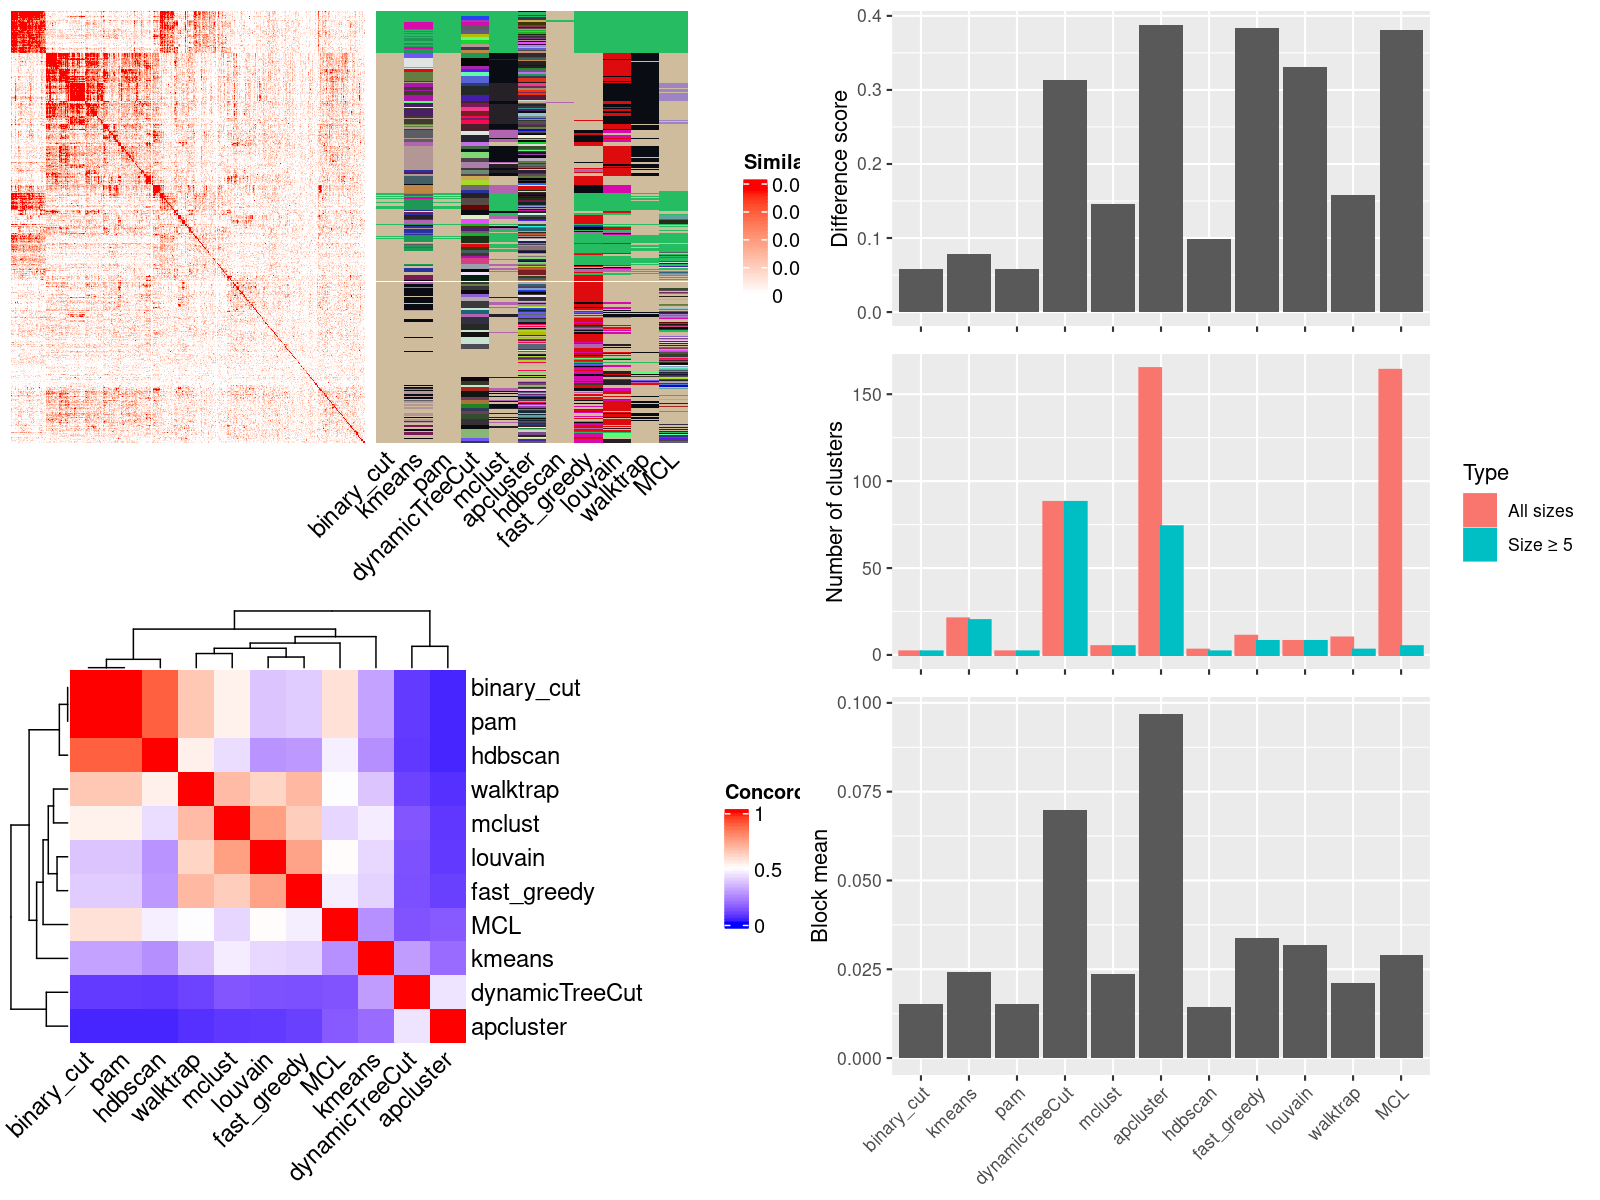 Simila
0.0
0.0
0.0
0.0
0
binary_cut
kmeans
pam
dynamicTreeCut
mclust
apcluster
hdbscan
fast_greedy
louvain
walktrap
MCL
binary_cut
pam
hdbscan
walktrap
mclust
louvain
fast_greedy
MCL
kmeans
dynamicTreeCut
apcluster
binary_cut
pam
hdbscan
walktrap
mclust
louvain
fast_greedy
MCL
kmeans
dynamicTreeCut
apcluster
Concord
1
0.5
0
Difference score
0.4
0.3
0.2
0.1
0.0
Number of clusters
150
100
50
0
Type
All sizes
Size ≥ 5
Block mean
0.100
0.075
0.050
0.025
0.000
binary_cut
kmeans
pam
dynamicTreeCut
mclust
apcluster
hdbscan
fast_greedy
louvain
walktrap
MCL